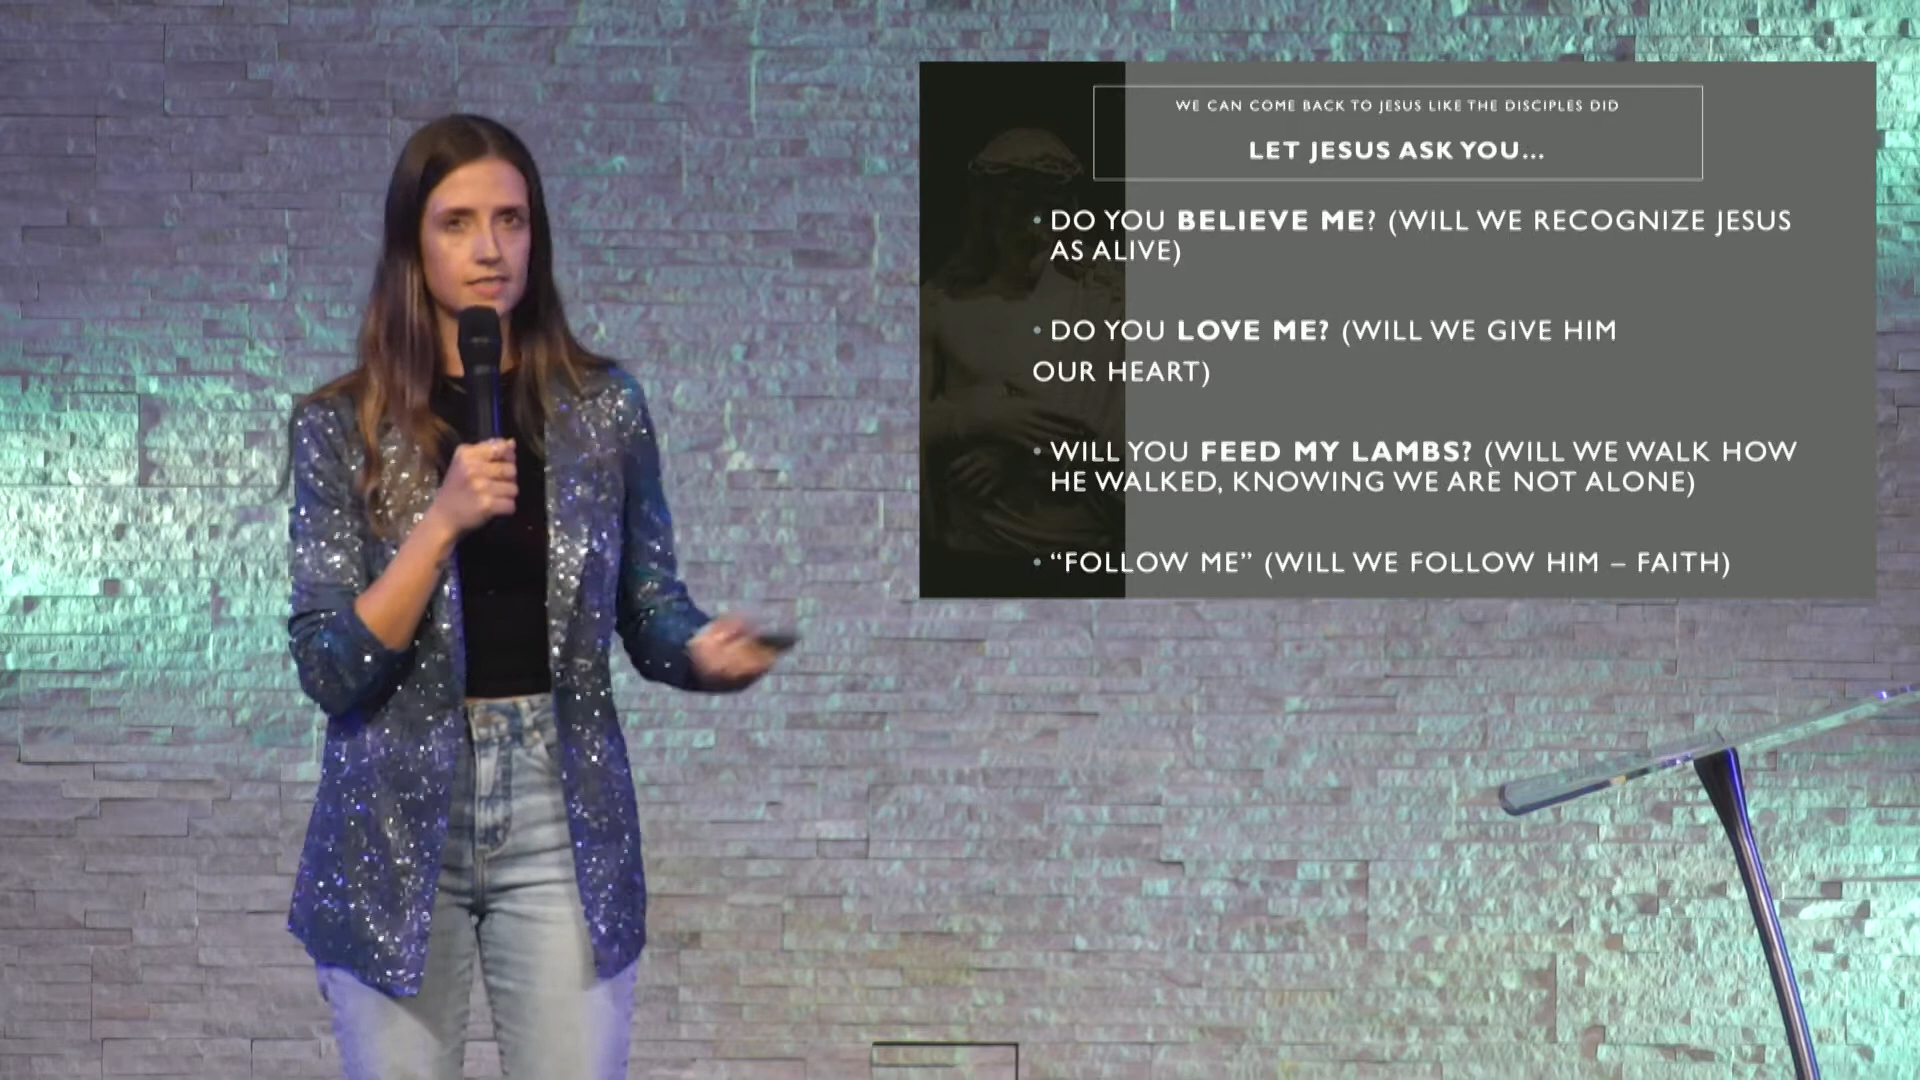 WE CAN COME BACK TO JESUS LIKE THE DISCIPLES DID
LET JESUS ASK YOU...
• DO YOU BELIEVE ME? (WILL WE RECOGNIZE JESUS
AS ALIVE)
• DO YOU LOVE ME? (WILL WE GIVE HIM
OUR HEART)
• WILL YOU FEED MY LAMBS? (WILL WE WALK HOW
HE WALKED, KNOWING WE ARE NOT ALONE)
• “FOLLOW ME” (WILL WE FOLLOW HIM – FAITH)